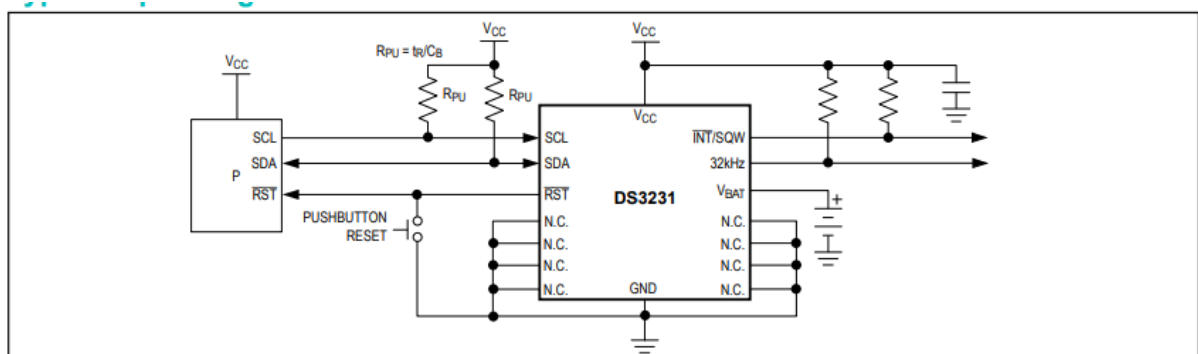 VCC
RPU = tR/CB
VCC
VCC
RPU
RPU
VCC
SCL
SCL
INT/SQW
SDA
SDA
32kHz
P
RST
RST
DS3231
VBAT
+
PUSHBUTTON
RESET
N.C.
N.C.
N.C.
N.C.
N.C.
N.C.
N.C.
N.C.
GND